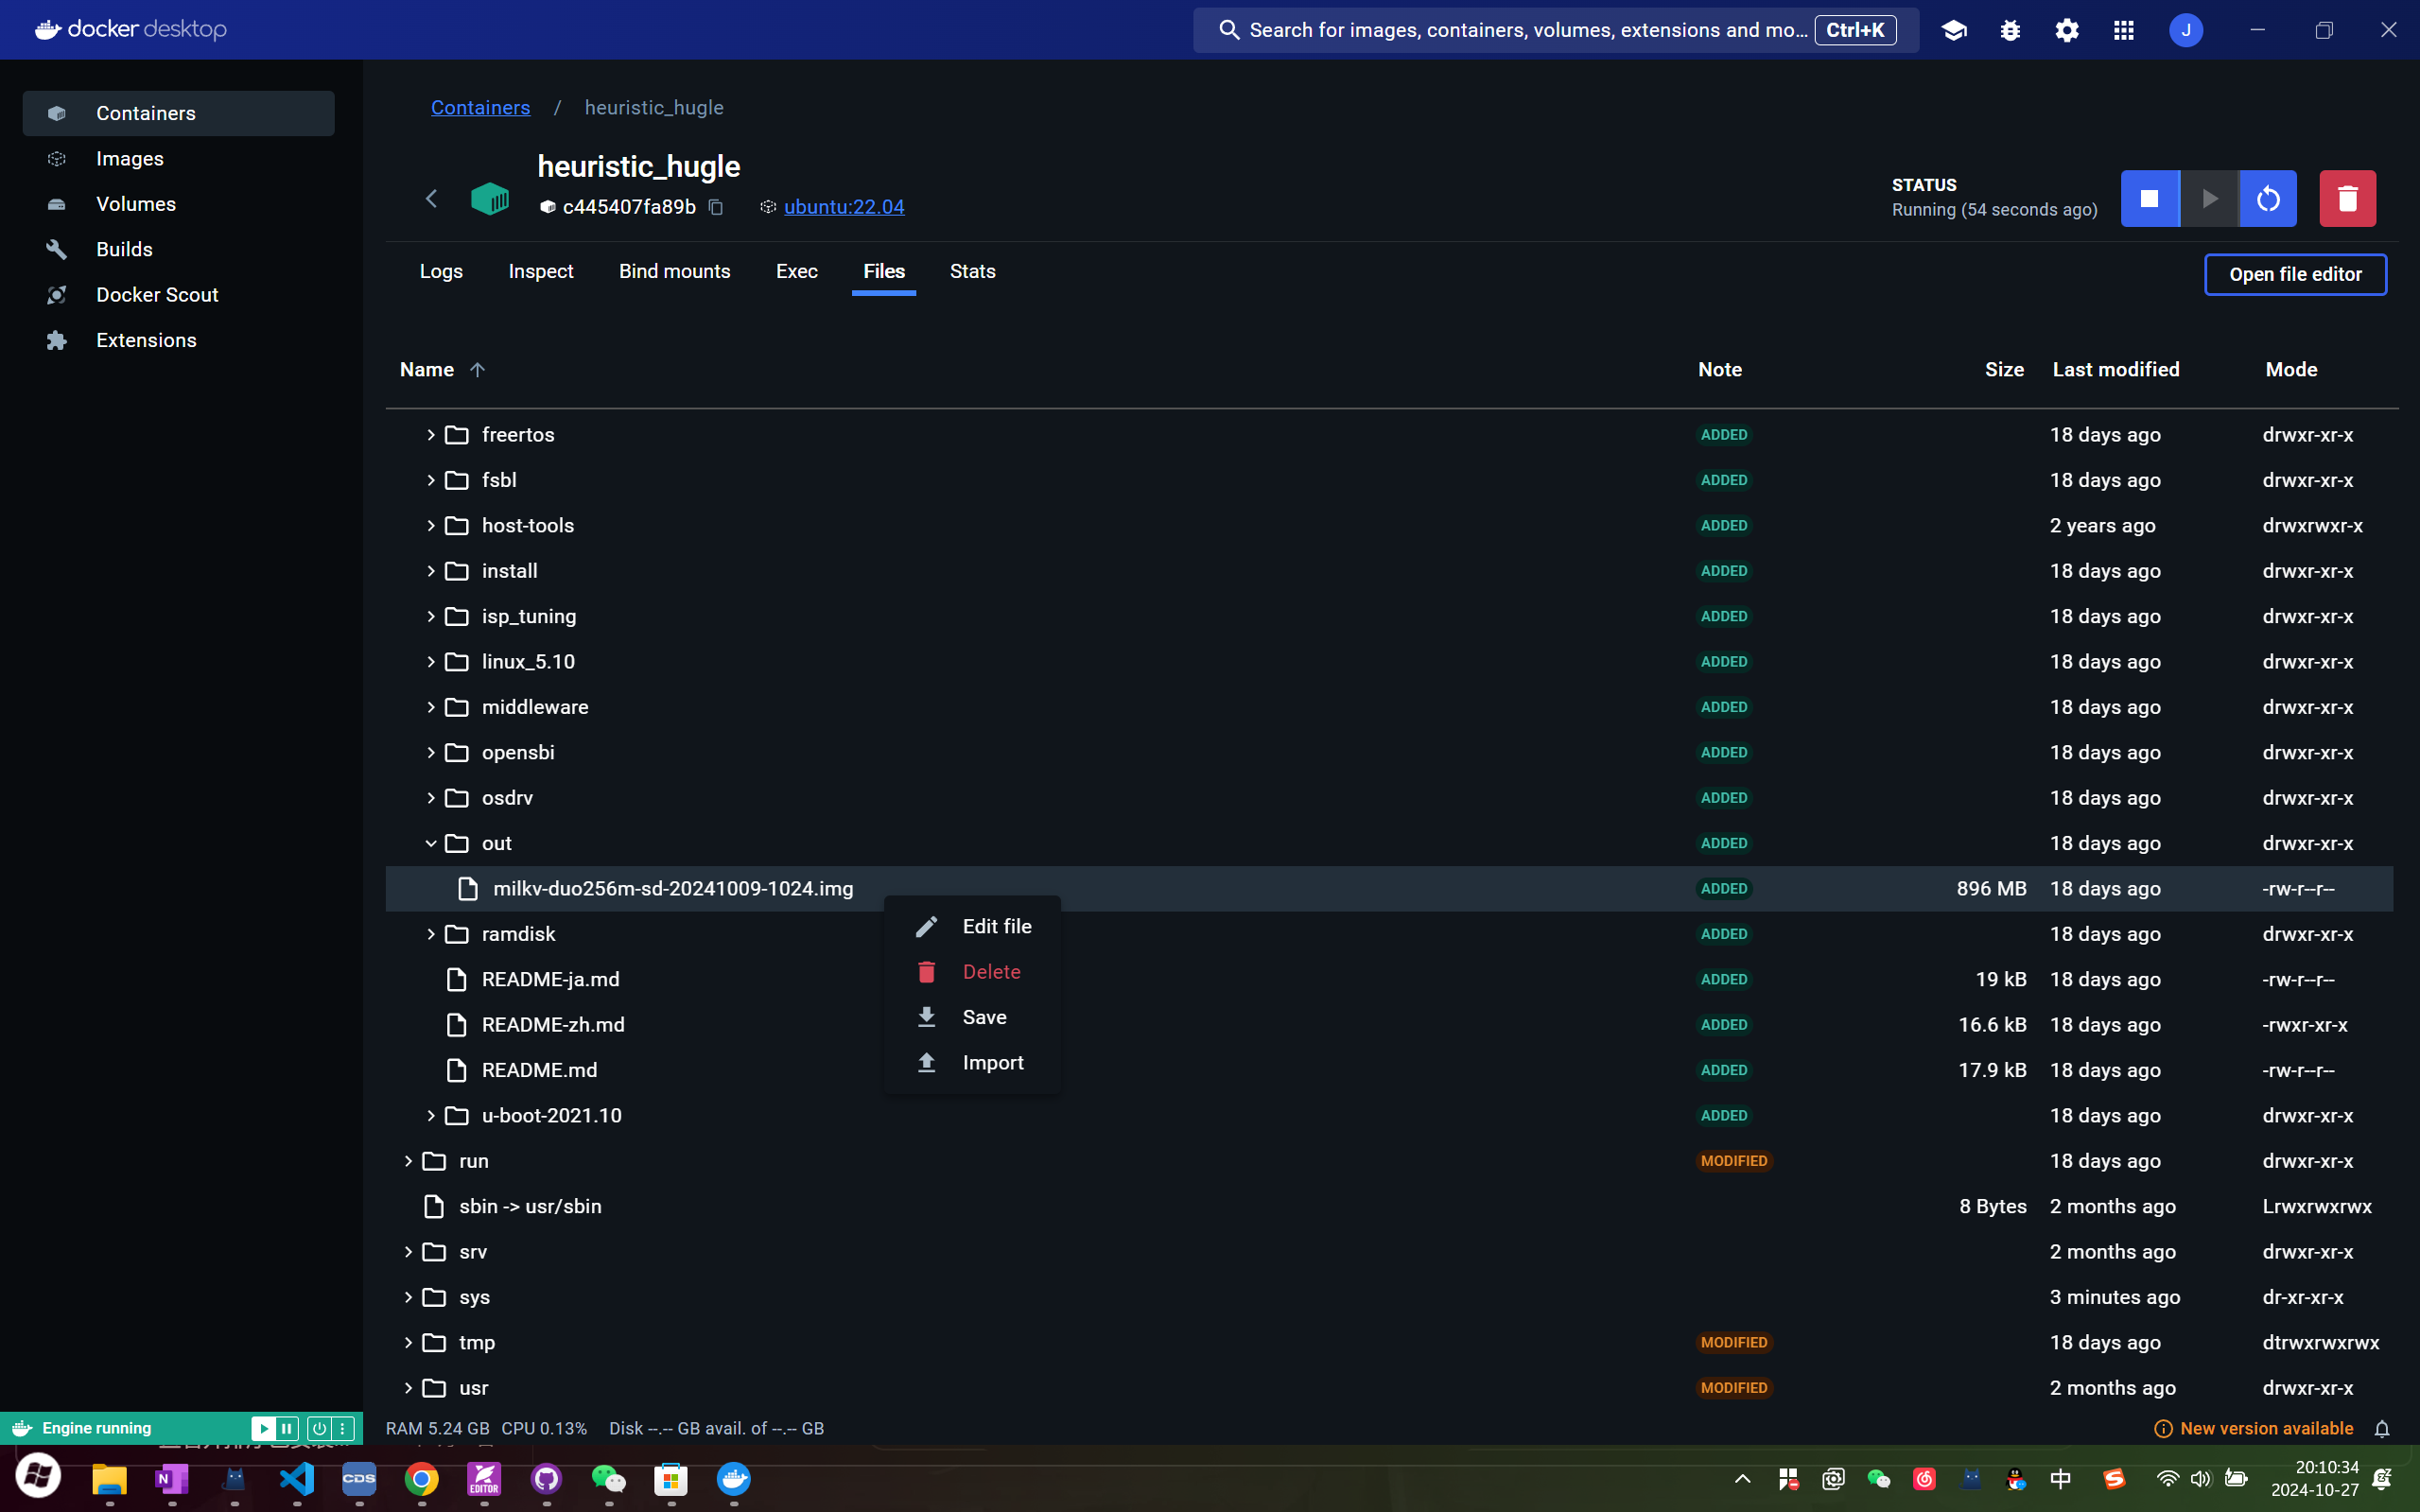 docker desktop
Search for images, containers, volumes, extensions and mo... Ctrl+K
J
Containers
Images
Volumes
Builds
Docker Scout
Extensions
Containers / heuristic_hugle
heuristic_hugle
c445407fa89b ubuntu:22.04
STATUS
Running (54 seconds ago)
Logs Inspect Bind mounts Exec Files Stats
Open file editor
Name Note Size Last modified Mode
freertos ADDED 18 days ago drwxr-xr-x
fsbl ADDED 18 days ago drwxr-xr-x
host-tools ADDED 2 years ago drwxrwxr-x
install ADDED 18 days ago drwxr-xr-x
isp_tuning ADDED 18 days ago drwxr-xr-x
linux_5.10 ADDED 18 days ago drwxr-xr-x
middleware ADDED 18 days ago drwxr-xr-x
opensbi ADDED 18 days ago drwxr-xr-x
osdrv ADDED 18 days ago drwxr-xr-x
out ADDED 18 days ago drwxr-xr-x
milkv-duo256m-sd-20241009-1024.img ADDED 896 MB 18 days ago -rw-r--r--
ramdisk ADDED 18 days ago drwxr-xr-x
README-ja.md ADDED 19 kB 18 days ago -rw-r--r--
README-zh.md ADDED 16.6 kB 18 days ago -rwxr-xr-x
README.md ADDED 17.9 kB 18 days ago -rw-r--r--
u-boot-2021.10 ADDED 18 days ago drwxr-xr-x
run MODIFIED 18 days ago drwxr-xr-x
sbin -> usr/sbin 8 Bytes 2 months ago Lrwxrwxrwx
srv 2 months ago drwxr-xr-x
sys 3 minutes ago dr-xr-xr-x
tmp MODIFIED 18 days ago dtrwxrwxrwx
usr MODIFIED 2 months ago drwxr-xr-x
Edit file
Delete
Save
Import
Engine running
RAM 5.24 GB CPU 0.13% Disk --.-- GB avail. of --.-- GB
New version available
N
CDS
EDITOR
中
20:10:34
2024-10-27